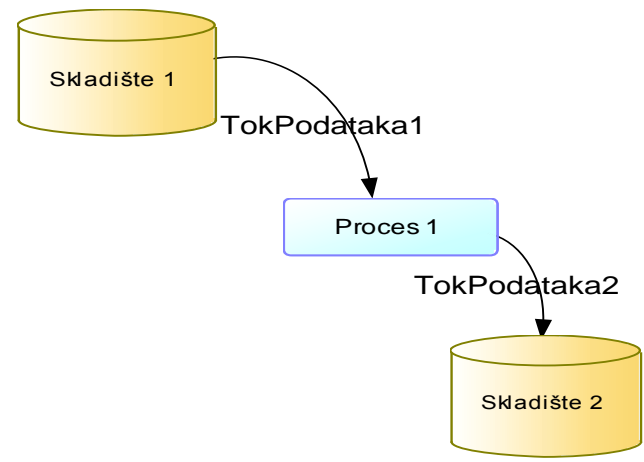 Skladište 1
TokPodataka1
Proces 1
TokPodataka2
Skladište 2